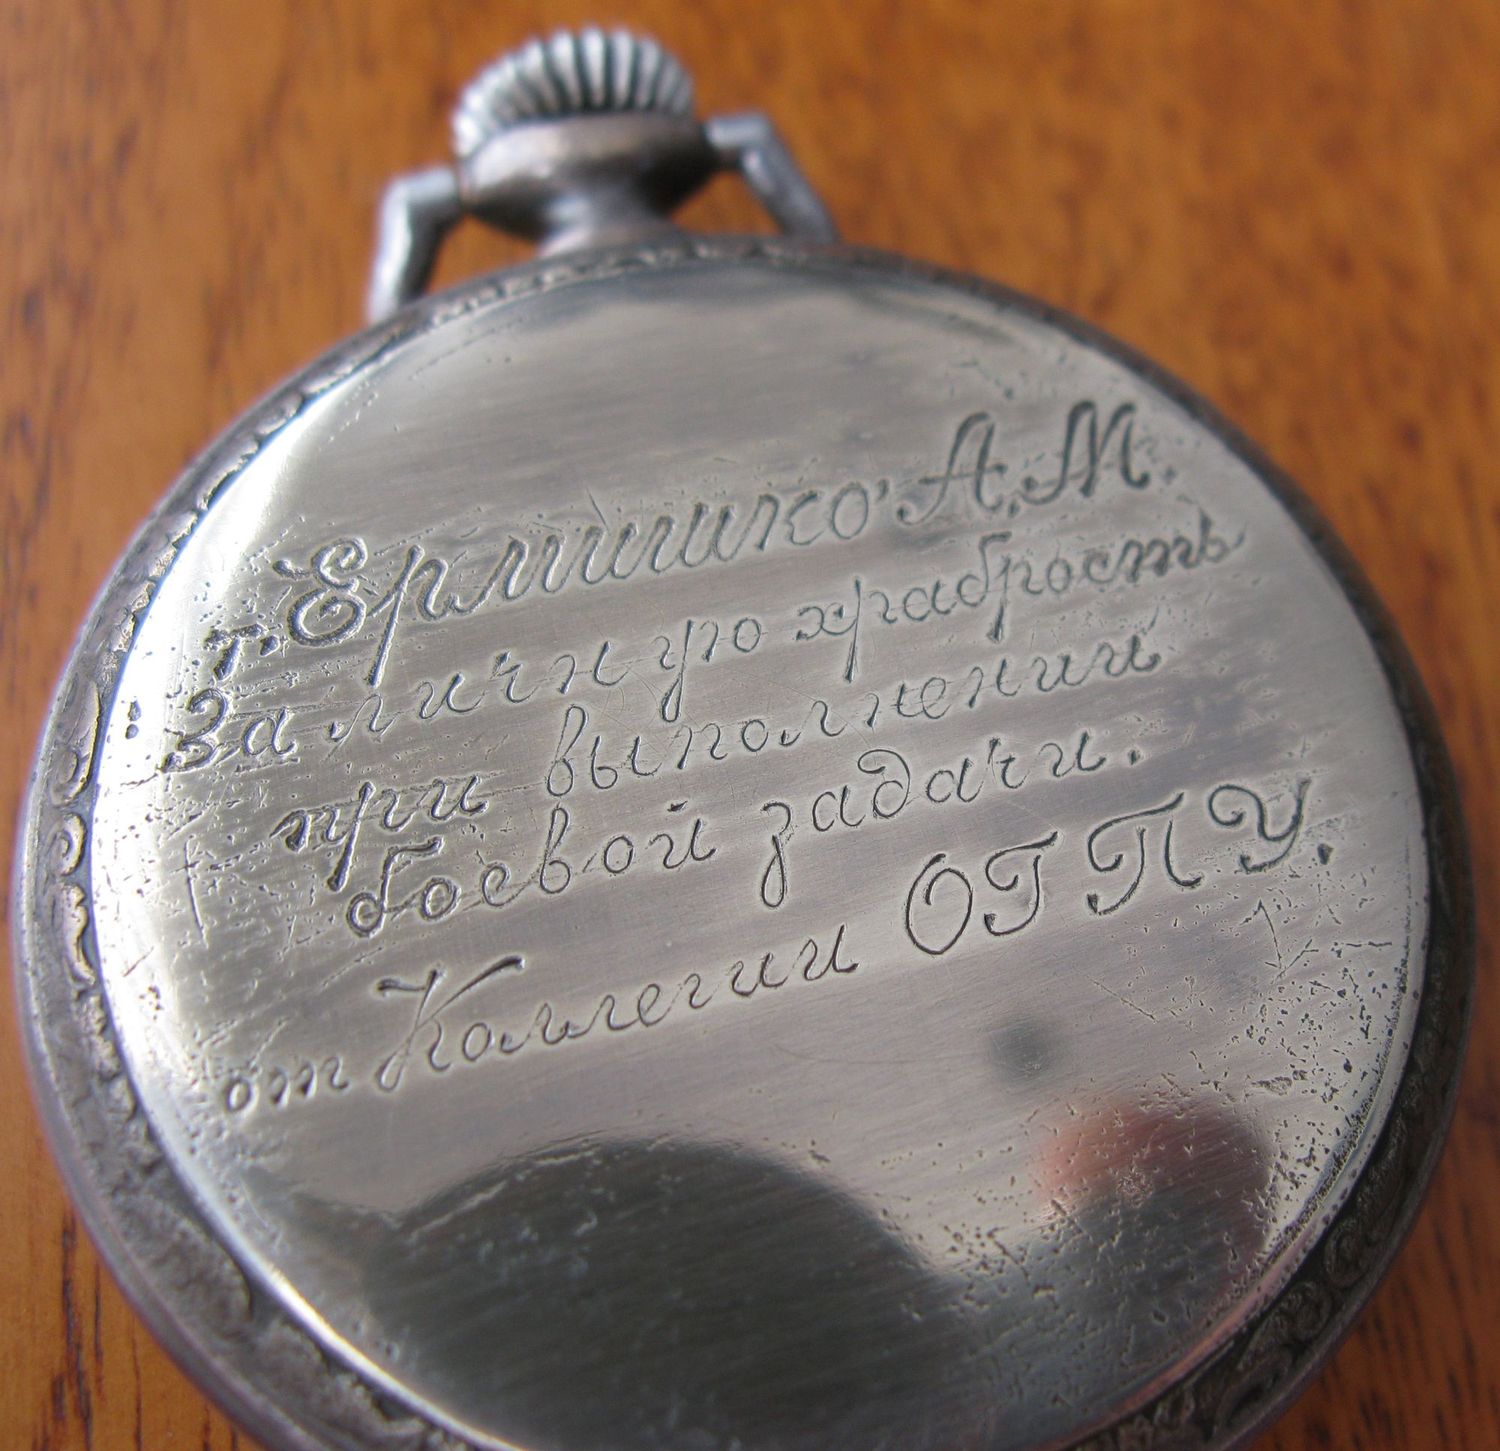 т. Ермишко А.М.
За личную храбрость
при выполнении
боевой задачи.
от Коллегии ОГПУ.